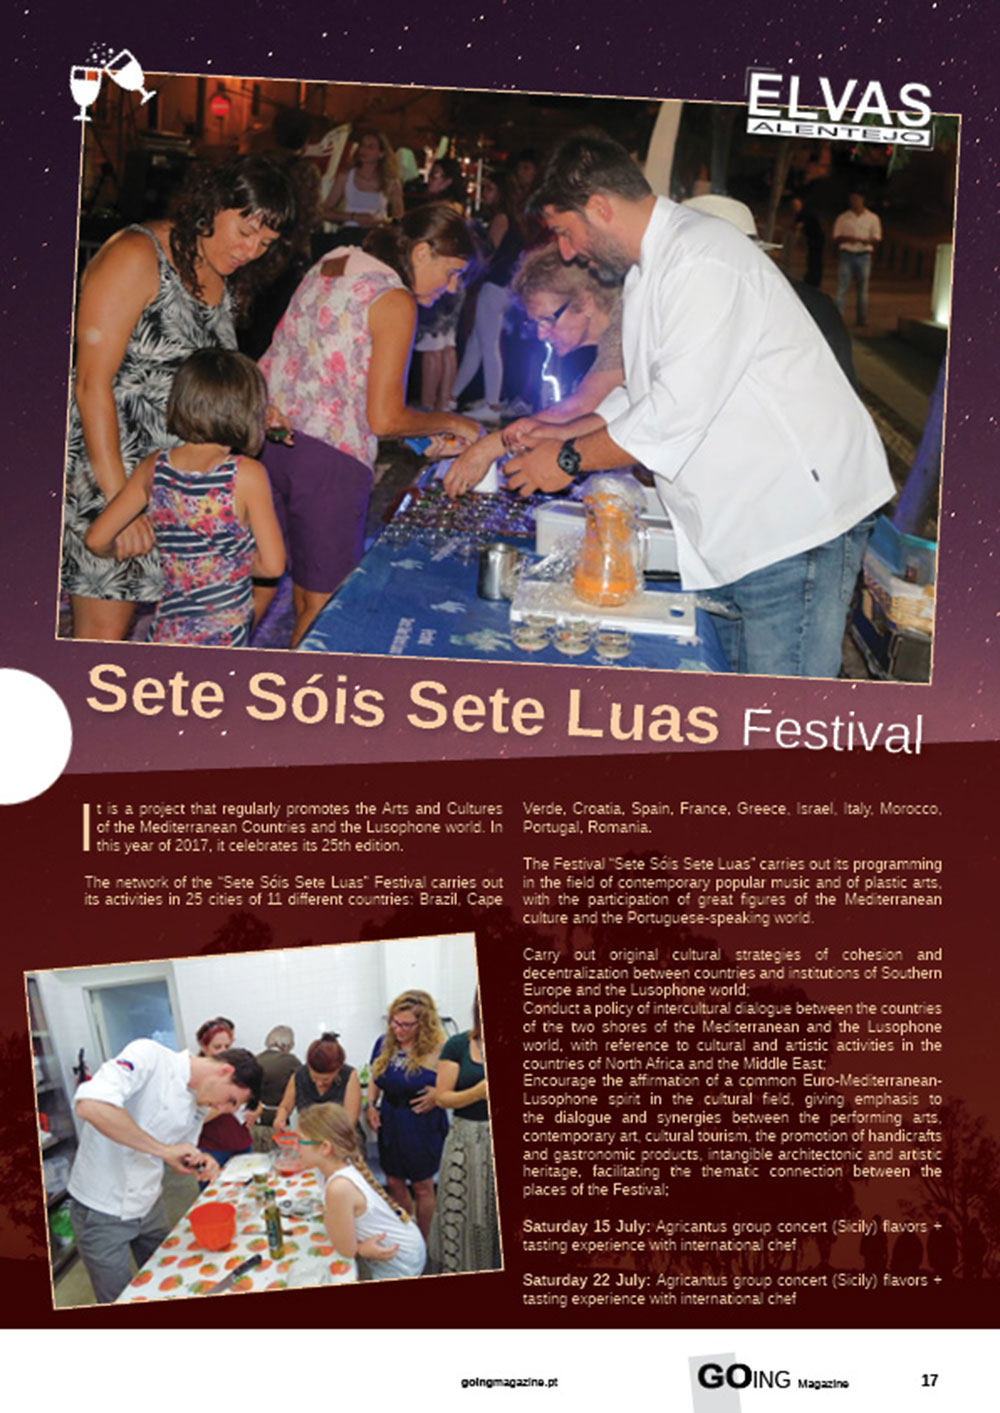 ELVAS
ALENTEJO
Sete Sóis Sete Luas Festival
It is a project that regularly promotes the Arts and Cultures
of the Mediterranean Countries and the Lusophone world. In
this year of 2017, it celebrates its 25th edition.
The network of the "Sete Sóis Sete Luas" Festival carries out
its activities in 25 cities of 11 different countries: Brazil, Cape
Verde, Croatia, Spain, France, Greece, Israel, Italy, Morocco,
Portugal, Romania.
The Festival "Sete Sóis Sete Luas" carries out its programming
in the field of contemporary popular music and of plastic arts,
with the participation of great figures of the Mediterranean
culture and the Portuguese-speaking world.
Carry out original cultural strategies of cohesion and
decentralization between countries and institutions of Southern
Europe and the Lusophone world;
Conduct a policy of intercultural dialogue between the countries
of the two shores of the Mediterranean and the Lusophone
world, with reference to cultural and artistic activities in the
countries of North Africa and the Middle East;
Encourage the affirmation of a common Euro-Mediterranean-
Lusophone spirit in the cultural field, giving emphasis to
the dialogue and synergies between the performing arts,
contemporary art, cultural tourism, the promotion of handicrafts
and gastronomic products, intangible architectonic and artistic
heritage, facilitating the thematic connection between the
places of the Festival;
Saturday 15 July: Agricantus group concert (Sicily) flavors +
tasting experience with international chef
Saturday 22 July: Agricantus group concert (Sicily) flavors +
tasting experience with international chef
goingmagazine.pt
GOING Magazine
17